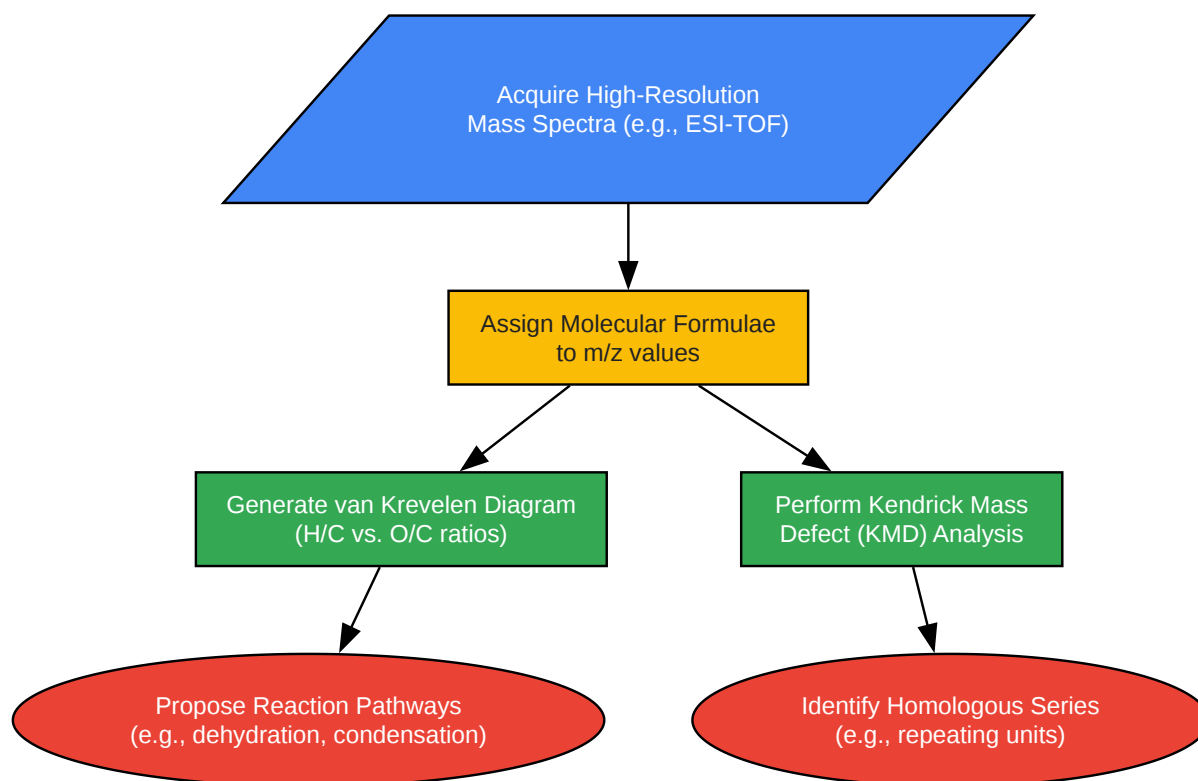 Acquire High-Resolution
Mass Spectra (e.g., ESI-TOF)
Assign Molecular Formulae
to m/z values
Generate van Krevelen Diagram
(H/C vs. O/C ratios)
Perform Kendrick Mass
Defect (KMD) Analysis
Propose Reaction Pathways
(e.g., dehydration, condensation)
Identify Homologous Series
(e.g., repeating units)